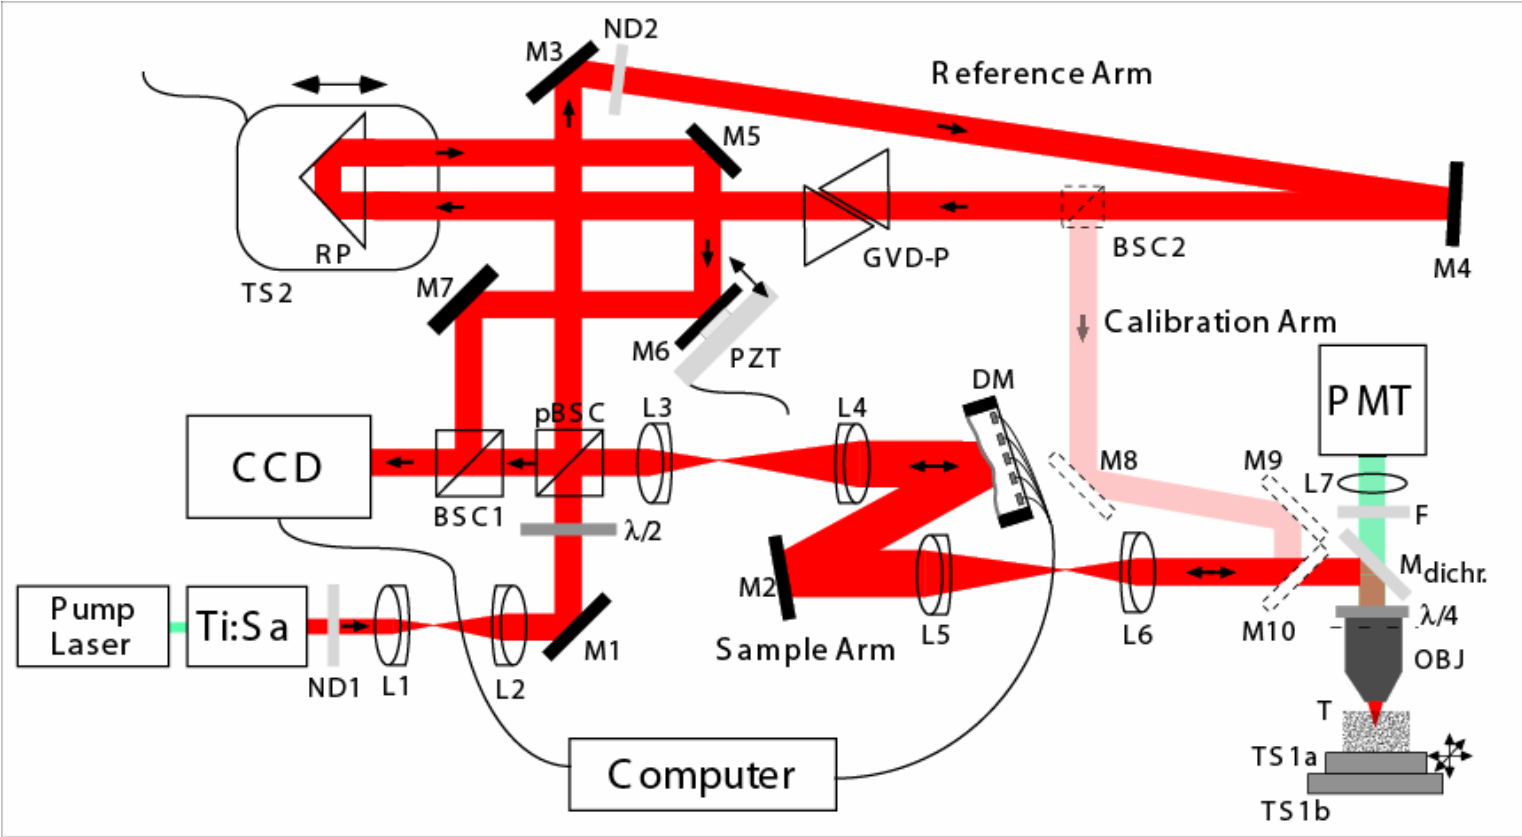 ND2
M3
Reference Arm
M5
RP
TS2
GVD-P
BSC2
M4
M7
M6
PZT
Calibration Arm
PMT
DM
pBSC
L3
L4
M8
M9
L7
F
CCD
BSC1
λ/2
M2
Mdichr.
Pump
Laser
Ti:Sa
ND1
L1
L2
M1
Sample Arm
L5
L6
M10
λ/4
OBJ
T
TS1a
TS1b
Computer